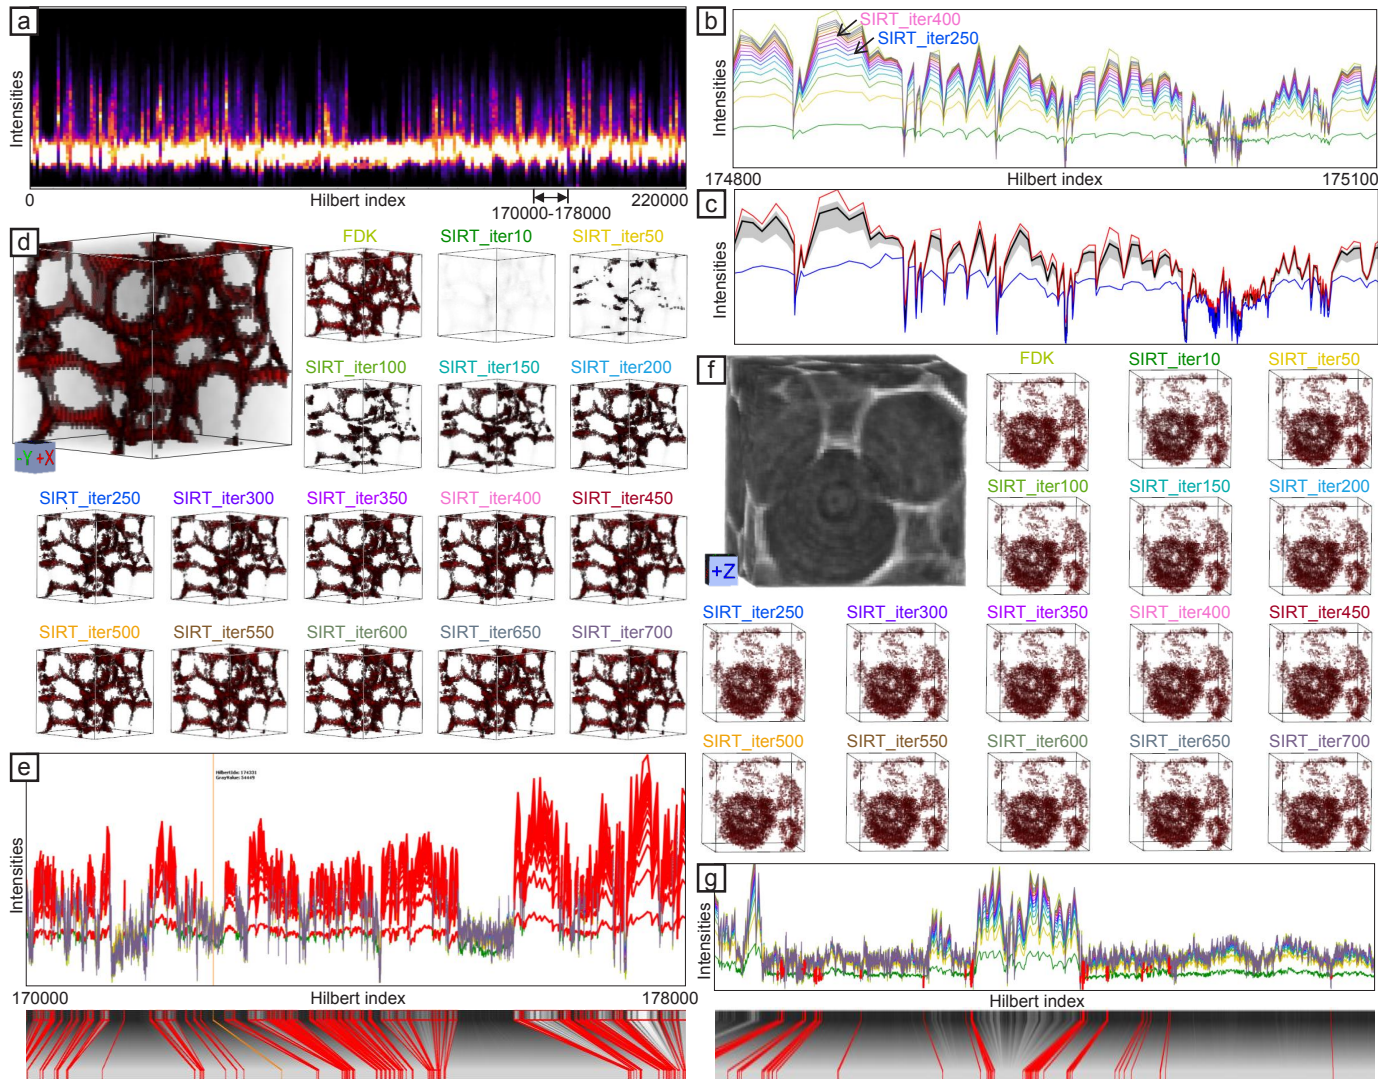 a
Intensities
0
Hilbert index
220000
170000-178000
b
SIRT_iter400
SIRT_iter250
Intensities
174800
Hilbert index
175100
c
Intensities
d
FDK
SIRT_iter10
SIRT_iter50
SIRT_iter100
SIRT_iter150
SIRT_iter200
-Y +X
SIRT_iter250
SIRT_iter300
SIRT_iter350
SIRT_iter400
SIRT_iter450
SIRT_iter500
SIRT_iter550
SIRT_iter600
SIRT_iter650
SIRT_iter700
e
Intensities
170000
Hilbert index
178000
f
FDK
SIRT_iter10
SIRT_iter50
SIRT_iter100
SIRT_iter150
SIRT_iter200
+Z
SIRT_iter250
SIRT_iter300
SIRT_iter350
SIRT_iter400
SIRT_iter450
SIRT_iter500
SIRT_iter550
SIRT_iter600
SIRT_iter650
SIRT_iter700
g
Intensities
Hilbert index